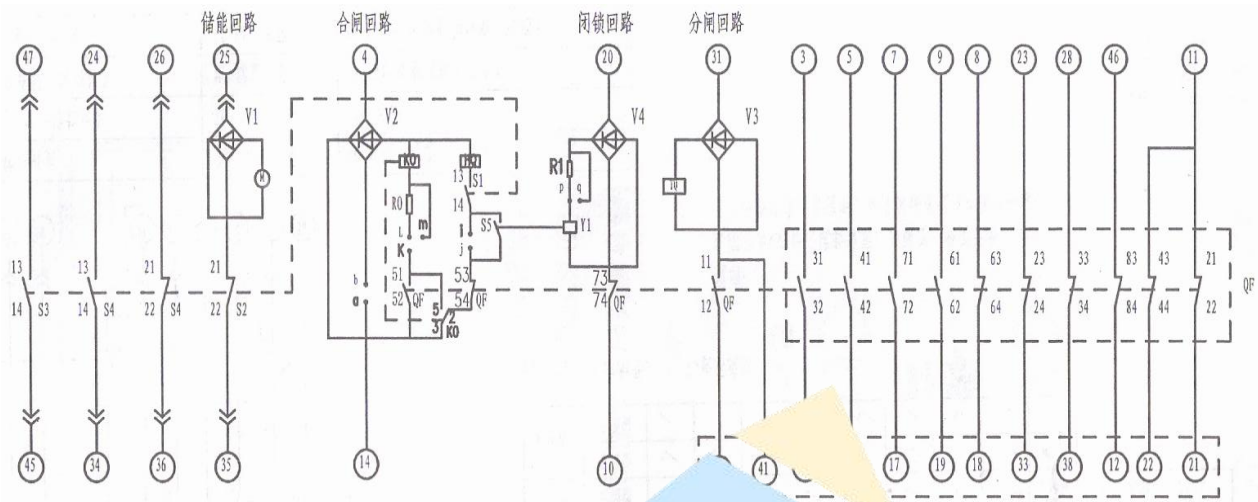 储能回路 合闸回路 闭锁回路 分闸回路
47 24 26 25 4 20 31 3 5 7 9 8 23 28 46 11
V1 V2 V4 V3
M
KO
R1
13 S1
p q
R0
14
L m
S5
Y1
K j
13 13 21 21
b
51 53 73 11 31 41 71 61 63 23 33 83 43 21
14 S3 14 S4 22 S4 22 S2
a
52 QF 54 QF 74 QF 12 QF 32 42 72 62 64 24 34 84 44 22
QF
5 2
3 KO
45 34 36 35 14 10 41 17 19 18 33 38 12 22 21